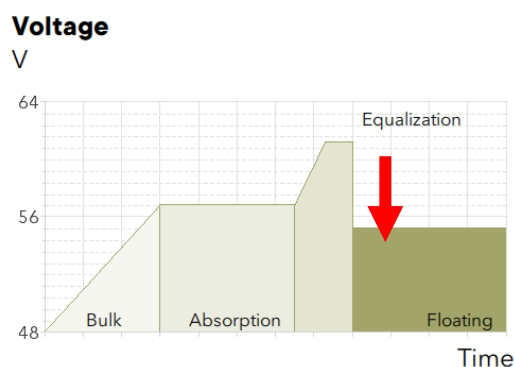 Voltage
V
64
Equalization
56
Bulk
Absorption
Floating
48
Time